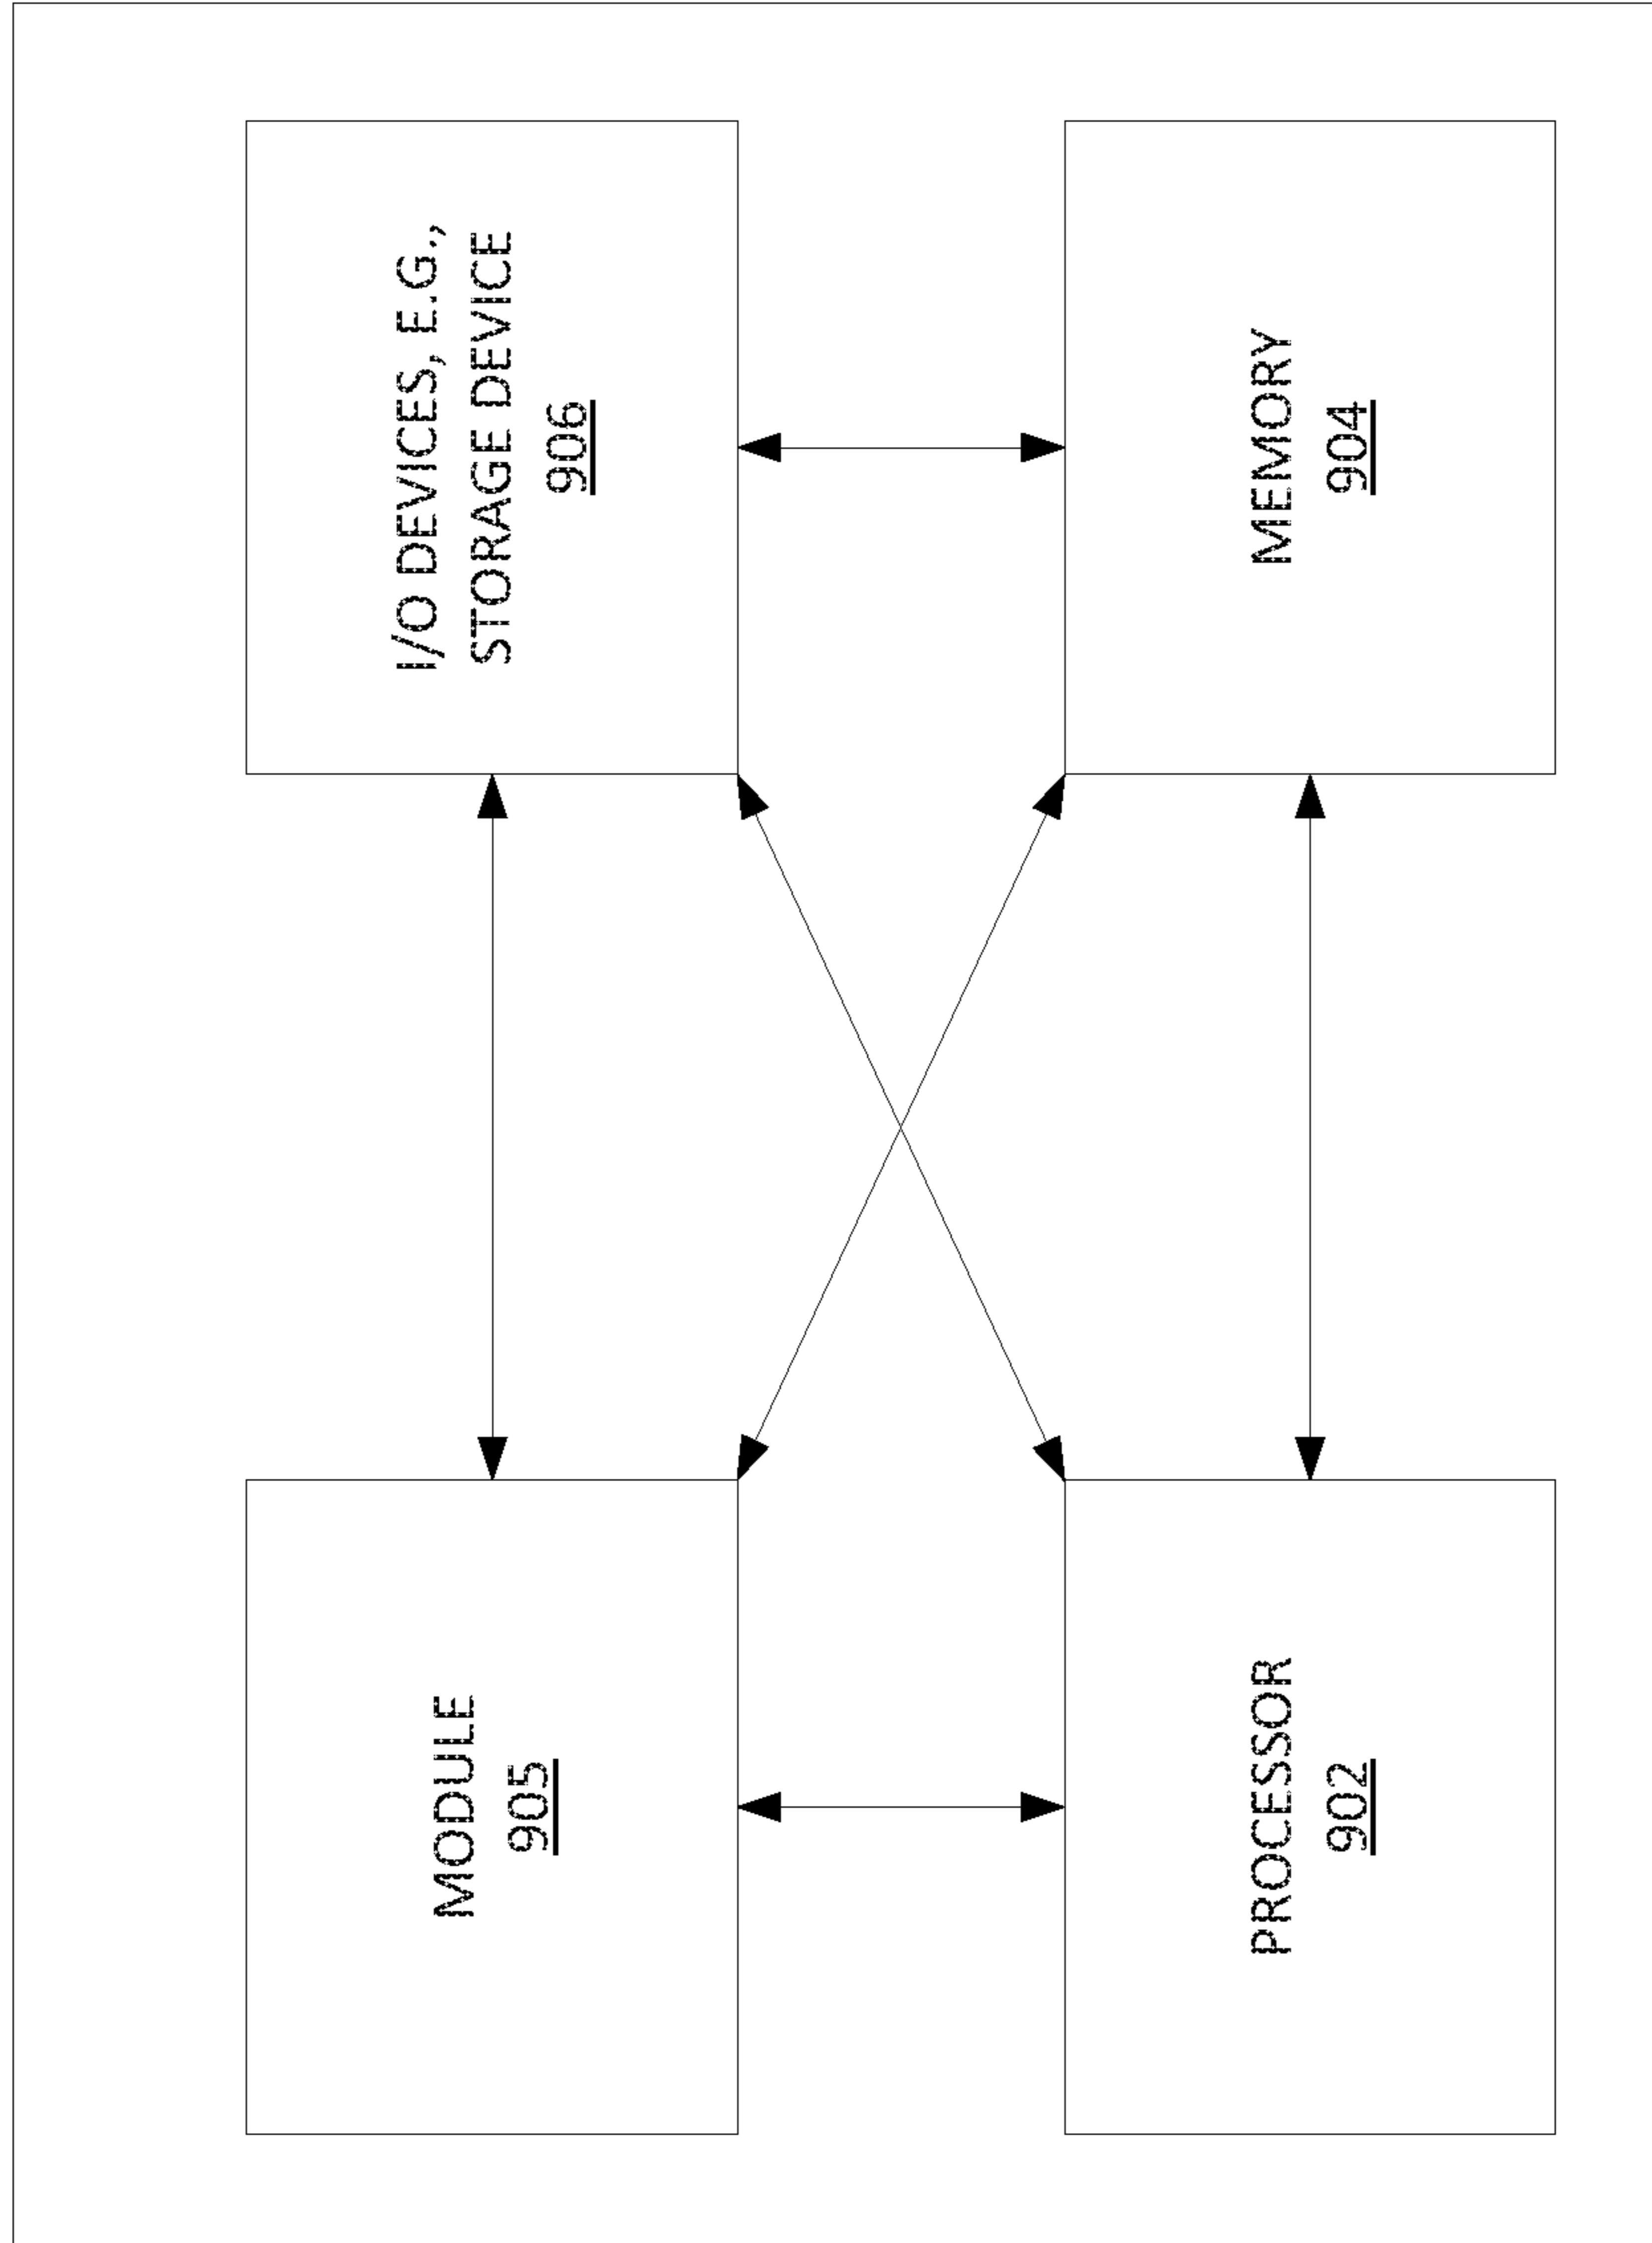 MODULE
905
I/O DEVICES, E.G.,
STORAGE DEVICE
906
PROCESSOR
902
MEMORY
904